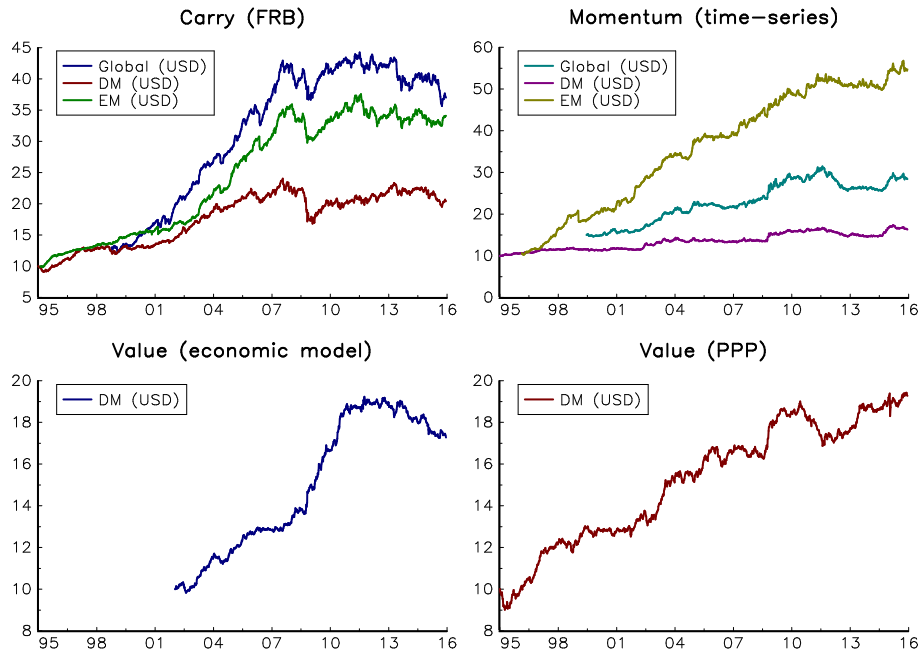 Carry (FRB)
45
40
35
30
25
20
15
10
5
Global (USD)
DM (USD)
EM (USD)
95 98 01 04 07 10 13 16
Momentum (time-series)
60
50
40
30
20
10
0
Global (USD)
DM (USD)
EM (USD)
95 98 01 04 07 10 13 16
Value (economic model)
20
18
16
14
12
10
8
DM (USD)
95 98 01 04 07 10 13 16
Value (PPP)
20
18
16
14
12
10
8
DM (USD)
95 98 01 04 07 10 13 16